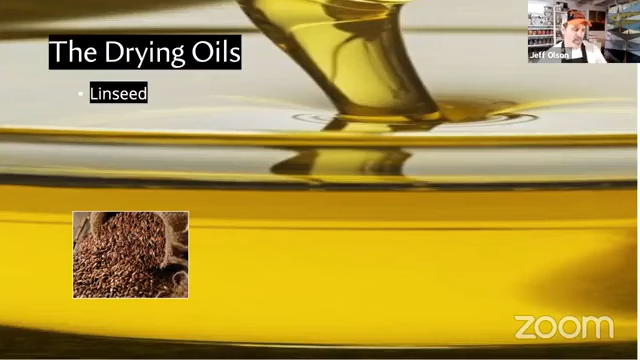 The Drying Oils
Jeff Olson
• Linseed
zoom